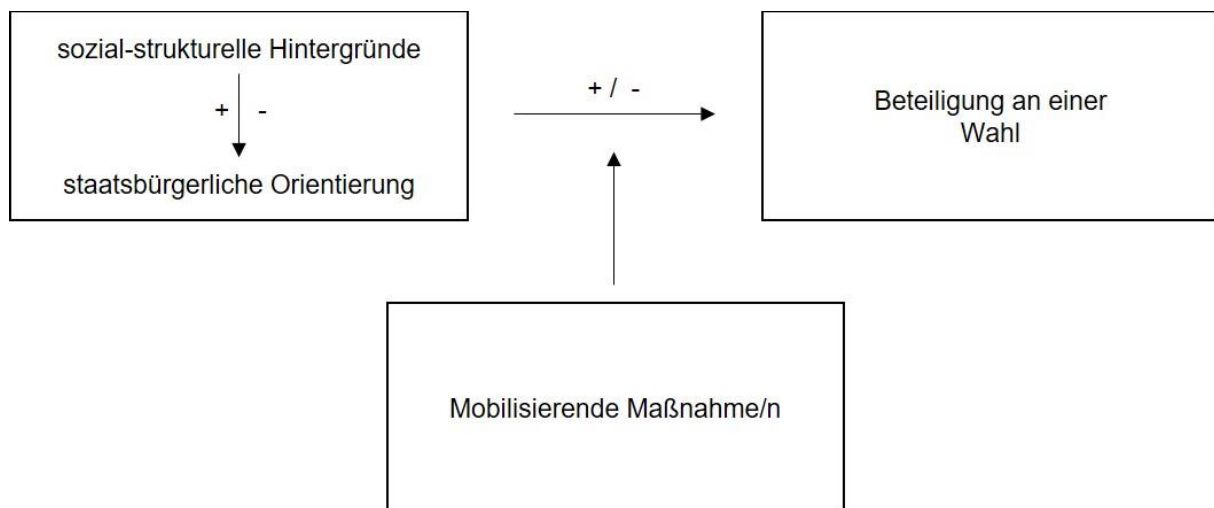 sozial-strukturelle Hintergründe
+ -
staatsbürgerliche Orientierung
+ / -
Beteiligung an einer
Wahl
Mobilisierende Maßnahme/n